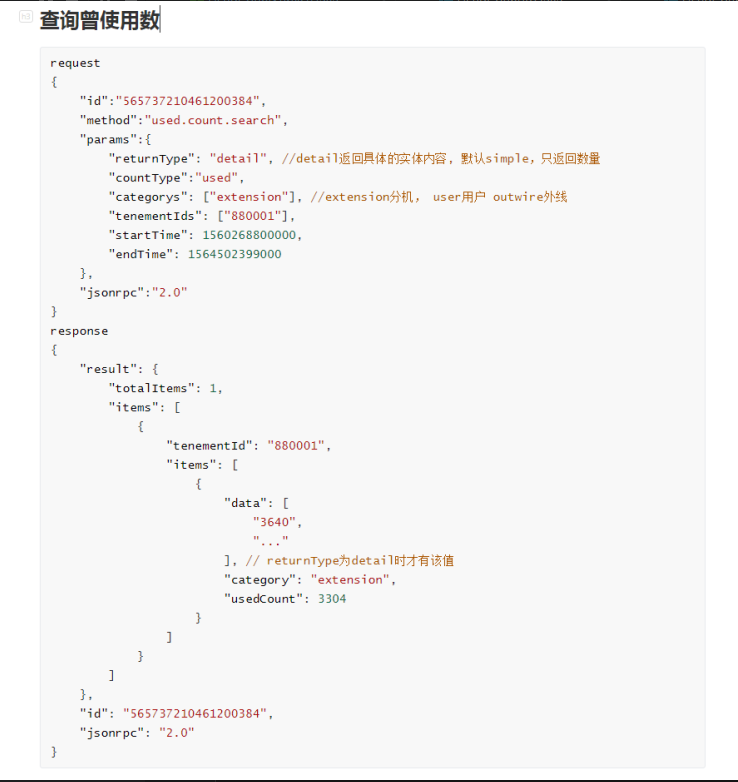 h3 查询曾使用数
request
{
    "id":"565737210461200384",
    "method":"used.count.search",
    "params":{
        "returnType": "detail", //detail返回具体的实体内容, 默认simple，只返回数量
        "countType":"used",
        "categorys": ["extension"], //extension分机， user用户 outwire外线
        "tenementIds": ["880001"],
        "startTime": 1560268800000,
        "endTime": 1564502399000
    },
    "jsonrpc":"2.0"
}
response
{
    "result": {
        "totalItems": 1,
        "items": [
            {
                "tenementId": "880001",
                "items": [
                    {
                        "data": [
                            "3640",
                            "..."
                        ], // returnType为detail时才有该值
                        "category": "extension",
                        "usedCount": 3304
                    }
                ]
            }
        ]
    },
    "id": "565737210461200384",
    "jsonrpc": "2.0"
}